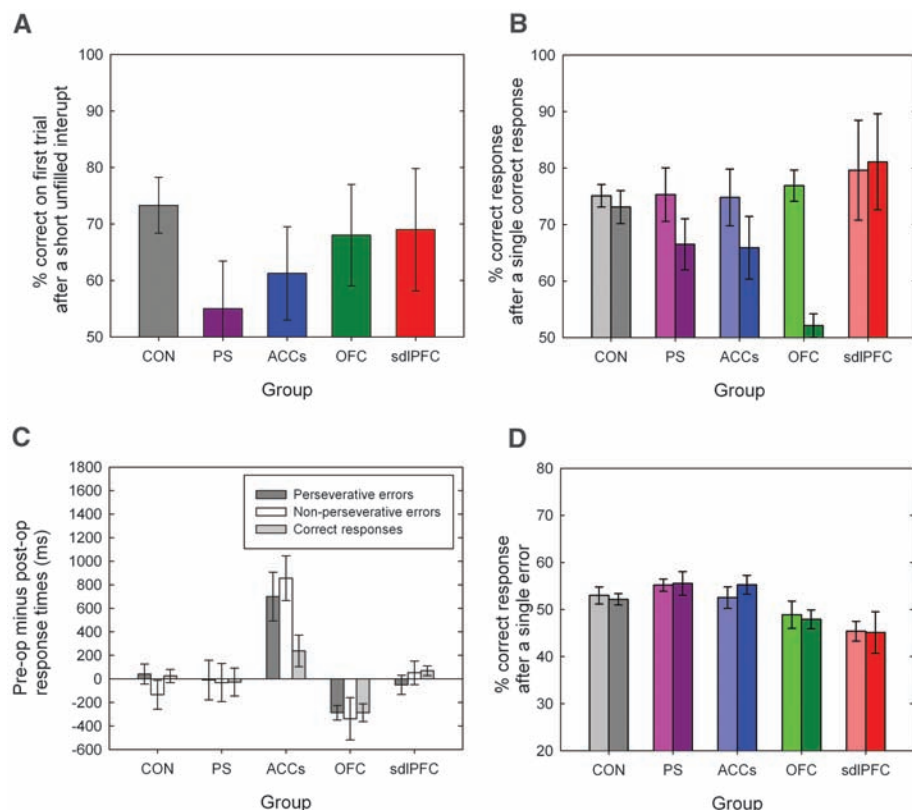 A
% correct on first trial
after a short unfilled interupt
100
90
80
70
60
50
CON PS ACCs OFC sdlPFC
Group
B
% correct response
after a single correct response
100
90
80
70
60
50
CON PS ACCs OFC sdlPFC
Group
C
Pre-op minus post-op
response times (ms)
1800
1600
1400
1200
1000
800
600
400
200
0
-200
-400
-600
Perseverative errors
Non-perseverative errors
Correct responses
CON PS ACCs OFC sdlPFC
Group
D
% correct response
after a single error
80
70
60
50
40
30
20
CON PS ACCs OFC sdlPFC
Group